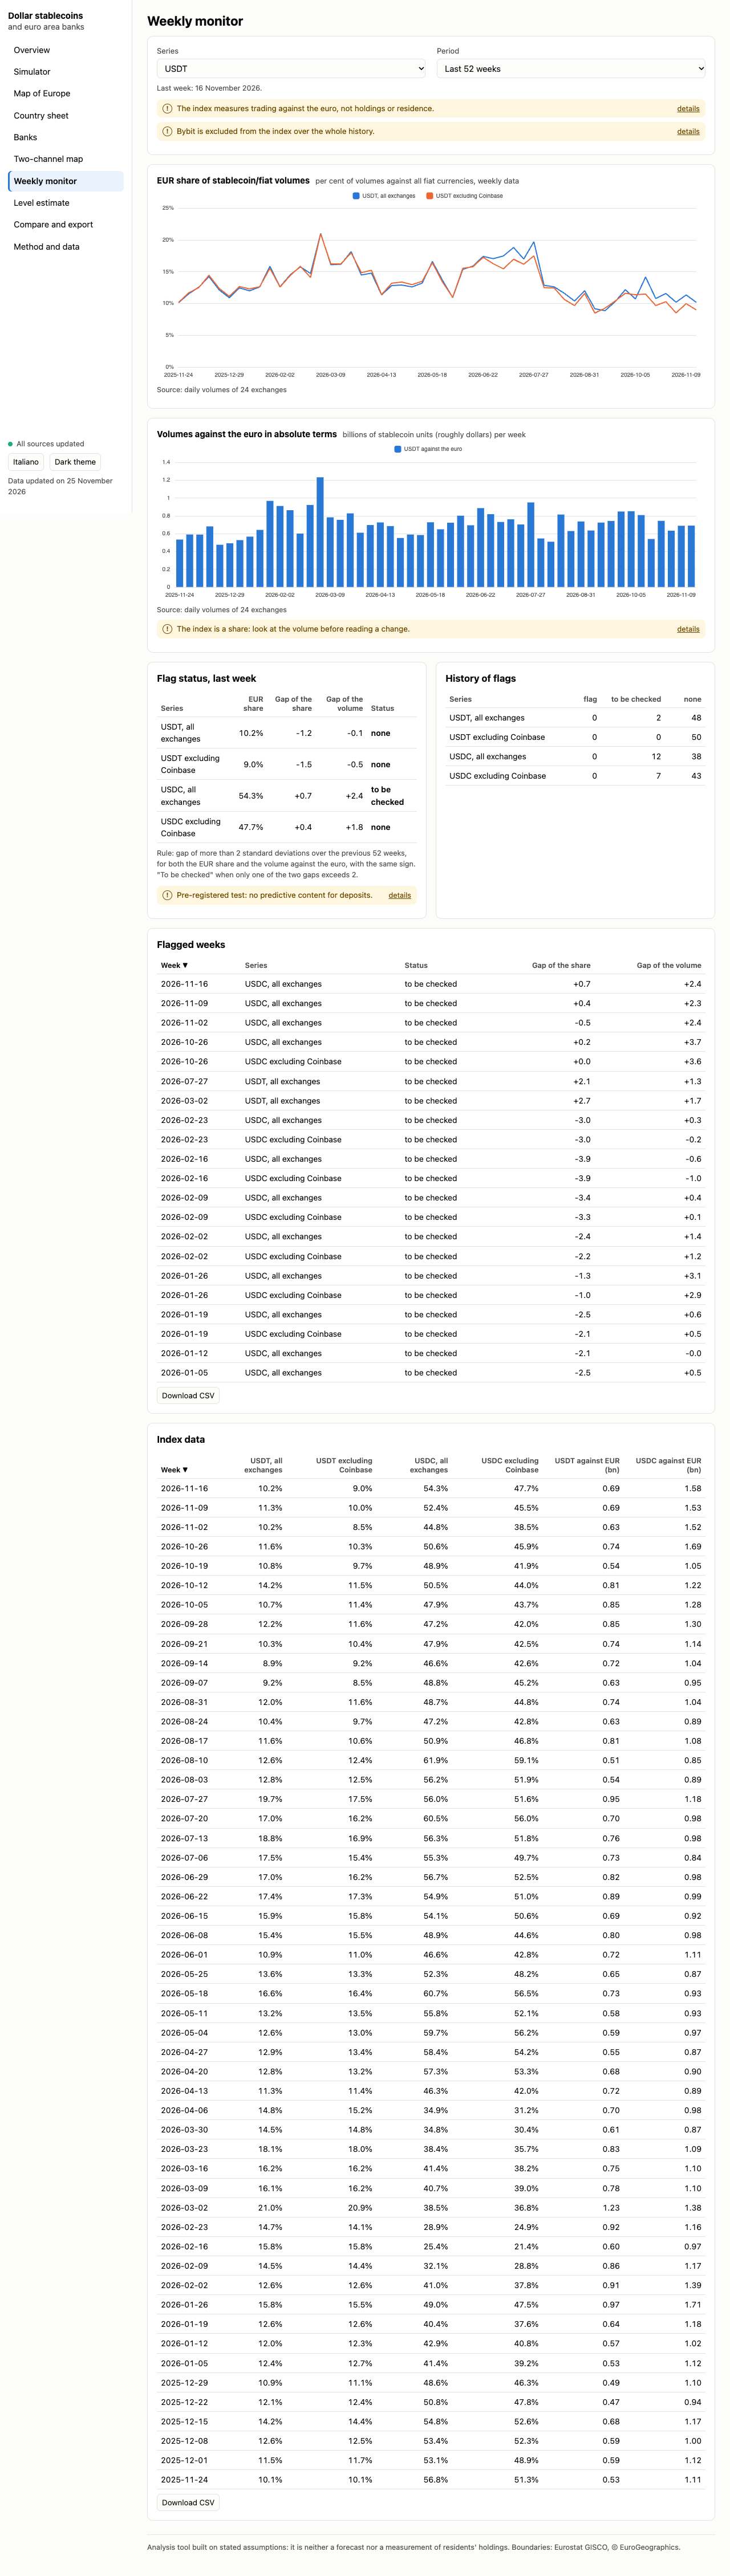 Dollar stablecoins
and euro area banks
Overview
Simulator
Map of Europe
Country sheet
Banks
Two-channel map
Weekly monitor
Level estimate
Compare and export
Method and data
All sources updated
Italiano Dark theme
Data updated on 25 November
2026
Weekly monitor
Series Period
USDT Last 52 weeks
Last week: 16 November 2026.
The index measures trading against the euro, not holdings or residence. details
Bybit is excluded from the index over the whole history. details
EUR share of stablecoin/fiat volumes per cent of volumes against all fiat currencies, weekly data
USDT, all exchanges USDT excluding Coinbase
25%
20%
15%
10%
5%
0%
2025-11-24 2025-12-29 2026-02-02 2026-03-09 2026-04-13 2026-05-18 2026-06-22 2026-07-27 2026-08-31 2026-10-05 2026-11-09
Source: daily volumes of 24 exchanges
Volumes against the euro in absolute terms billions of stablecoin units (roughly dollars) per week
USDT against the euro
1.4
1.2
1
0.8
0.6
0.4
0.2
0
2025-11-24 2025-12-29 2026-02-02 2026-03-09 2026-04-13 2026-05-18 2026-06-22 2026-07-27 2026-08-31 2026-10-05 2026-11-09
Source: daily volumes of 24 exchanges
The index is a share: look at the volume before reading a change. details
Flag status, last week
Series EUR share Gap of the share Gap of the volume Status
USDT, all exchanges 10.2% -1.2 -0.1 none
USDT excluding Coinbase 9.0% -1.5 -0.5 none
USDC, all exchanges 54.3% +0.7 +2.4 to be checked
USDC excluding Coinbase 47.7% +0.4 +1.8 none
Rule: gap of more than 2 standard deviations over the previous 52 weeks,
for both the EUR share and the volume against the euro, with the same sign.
"To be checked" when only one of the two gaps exceeds 2.
Pre-registered test: no predictive content for deposits. details
History of flags
Series flag to be checked none
USDT, all exchanges 0 2 48
USDT excluding Coinbase 0 0 50
USDC, all exchanges 0 12 38
USDC excluding Coinbase 0 7 43
Flagged weeks
Week ▼ Series Status Gap of the share Gap of the volume
2026-11-16 USDC, all exchanges to be checked +0.7 +2.4
2026-11-09 USDC, all exchanges to be checked +0.4 +2.3
2026-11-02 USDC, all exchanges to be checked -0.5 +2.4
2026-10-26 USDC, all exchanges to be checked +0.2 +3.7
2026-10-26 USDC excluding Coinbase to be checked +0.0 +3.6
2026-07-27 USDT, all exchanges to be checked +2.1 +1.3
2026-03-02 USDT, all exchanges to be checked +2.7 +1.7
2026-02-23 USDC, all exchanges to be checked -3.0 +0.3
2026-02-23 USDC excluding Coinbase to be checked -3.0 -0.2
2026-02-16 USDC, all exchanges to be checked -3.9 -0.6
2026-02-16 USDC excluding Coinbase to be checked -3.9 -1.0
2026-02-09 USDC, all exchanges to be checked -3.4 +0.4
2026-02-09 USDC excluding Coinbase to be checked -3.3 +0.1
2026-02-02 USDC, all exchanges to be checked -2.4 +1.4
2026-02-02 USDC excluding Coinbase to be checked -2.2 +1.2
2026-01-26 USDC, all exchanges to be checked -1.3 +3.1
2026-01-26 USDC excluding Coinbase to be checked -1.0 +2.9
2026-01-19 USDC, all exchanges to be checked -2.5 +0.6
2026-01-19 USDC excluding Coinbase to be checked -2.1 +0.5
2026-01-12 USDC, all exchanges to be checked -2.1 -0.0
2026-01-05 USDC, all exchanges to be checked -2.5 +0.5
Download CSV
Index data
Week ▼ USDT, all exchanges USDT excluding Coinbase USDC, all exchanges USDC excluding Coinbase USDT against EUR (bn) USDC against EUR (bn)
2026-11-16 10.2% 9.0% 54.3% 47.7% 0.69 1.58
2026-11-09 11.3% 10.0% 52.4% 45.5% 0.69 1.53
2026-11-02 10.2% 8.5% 44.8% 38.5% 0.63 1.52
2026-10-26 11.6% 10.3% 50.6% 45.9% 0.74 1.69
2026-10-19 10.8% 9.7% 48.9% 41.9% 0.54 1.05
2026-10-12 14.2% 11.5% 50.5% 44.0% 0.81 1.22
2026-10-05 10.7% 11.4% 47.9% 43.7% 0.85 1.28
2026-09-28 12.2% 11.6% 47.2% 42.0% 0.85 1.30
2026-09-21 10.3% 10.4% 47.9% 42.5% 0.74 1.14
2026-09-14 8.9% 9.2% 46.6% 42.6% 0.72 1.04
2026-09-07 9.2% 8.5% 48.8% 45.2% 0.63 0.95
2026-08-31 12.0% 11.6% 48.7% 44.8% 0.74 1.04
2026-08-24 10.4% 9.7% 47.2% 42.8% 0.63 0.89
2026-08-17 11.6% 10.6% 50.9% 46.8% 0.81 1.08
2026-08-10 12.6% 12.4% 61.9% 59.1% 0.51 0.85
2026-08-03 12.8% 12.5% 56.2% 51.9% 0.54 0.89
2026-07-27 19.7% 17.5% 56.0% 51.6% 0.95 1.18
2026-07-20 17.0% 16.2% 60.5% 56.0% 0.70 0.98
2026-07-13 18.8% 16.9% 56.3% 51.8% 0.76 0.98
2026-07-06 17.5% 15.4% 55.3% 49.7% 0.73 0.84
2026-06-29 17.0% 16.2% 56.7% 52.5% 0.82 0.98
2026-06-22 17.4% 17.3% 54.9% 51.0% 0.89 0.99
2026-06-15 15.9% 15.8% 54.1% 50.6% 0.69 0.92
2026-06-08 15.4% 15.5% 48.9% 44.6% 0.80 0.98
2026-06-01 10.9% 11.0% 46.6% 42.8% 0.72 1.11
2026-05-25 13.6% 13.3% 52.3% 48.2% 0.65 0.87
2026-05-18 16.6% 16.4% 60.7% 56.5% 0.73 0.93
2026-05-11 13.2% 13.5% 55.8% 52.1% 0.58 0.93
2026-05-04 12.6% 13.0% 59.7% 56.2% 0.59 0.97
2026-04-27 12.9% 13.4% 58.4% 54.2% 0.55 0.87
2026-04-20 12.8% 13.2% 57.3% 53.3% 0.68 0.90
2026-04-13 11.3% 11.4% 46.3% 42.0% 0.72 0.89
2026-04-06 14.8% 15.2% 34.9% 31.2% 0.70 0.98
2026-03-30 14.5% 14.8% 34.8% 30.4% 0.61 0.87
2026-03-23 18.1% 18.0% 38.4% 35.7% 0.83 1.09
2026-03-16 16.2% 16.2% 41.4% 38.2% 0.75 1.10
2026-03-09 16.1% 16.2% 40.7% 39.0% 0.78 1.10
2026-03-02 21.0% 20.9% 38.5% 36.8% 1.23 1.38
2026-02-23 14.7% 14.1% 28.9% 24.9% 0.92 1.16
2026-02-16 15.8% 15.8% 25.4% 21.4% 0.60 0.97
2026-02-09 14.5% 14.4% 32.1% 28.8% 0.86 1.17
2026-02-02 12.6% 12.6% 41.0% 37.8% 0.91 1.39
2026-01-26 15.8% 15.5% 49.0% 47.5% 0.97 1.71
2026-01-19 12.6% 12.6% 40.4% 37.6% 0.64 1.18
2026-01-12 12.0% 12.3% 42.9% 40.8% 0.57 1.02
2026-01-05 12.4% 12.7% 41.4% 39.2% 0.53 1.12
2025-12-29 10.9% 11.1% 48.6% 46.3% 0.49 1.10
2025-12-22 12.1% 12.4% 50.8% 47.8% 0.47 0.94
2025-12-15 14.2% 14.4% 54.8% 52.6% 0.68 1.17
2025-12-08 12.6% 12.5% 53.4% 52.3% 0.59 1.00
2025-12-01 11.5% 11.7% 53.1% 48.9% 0.59 1.12
2025-11-24 10.1% 10.1% 56.8% 51.3% 0.53 1.11
Download CSV
Analysis tool built on stated assumptions: it is neither a forecast nor a measurement of residents' holdings. Boundaries: Eurostat GISCO, © EuroGeographics.